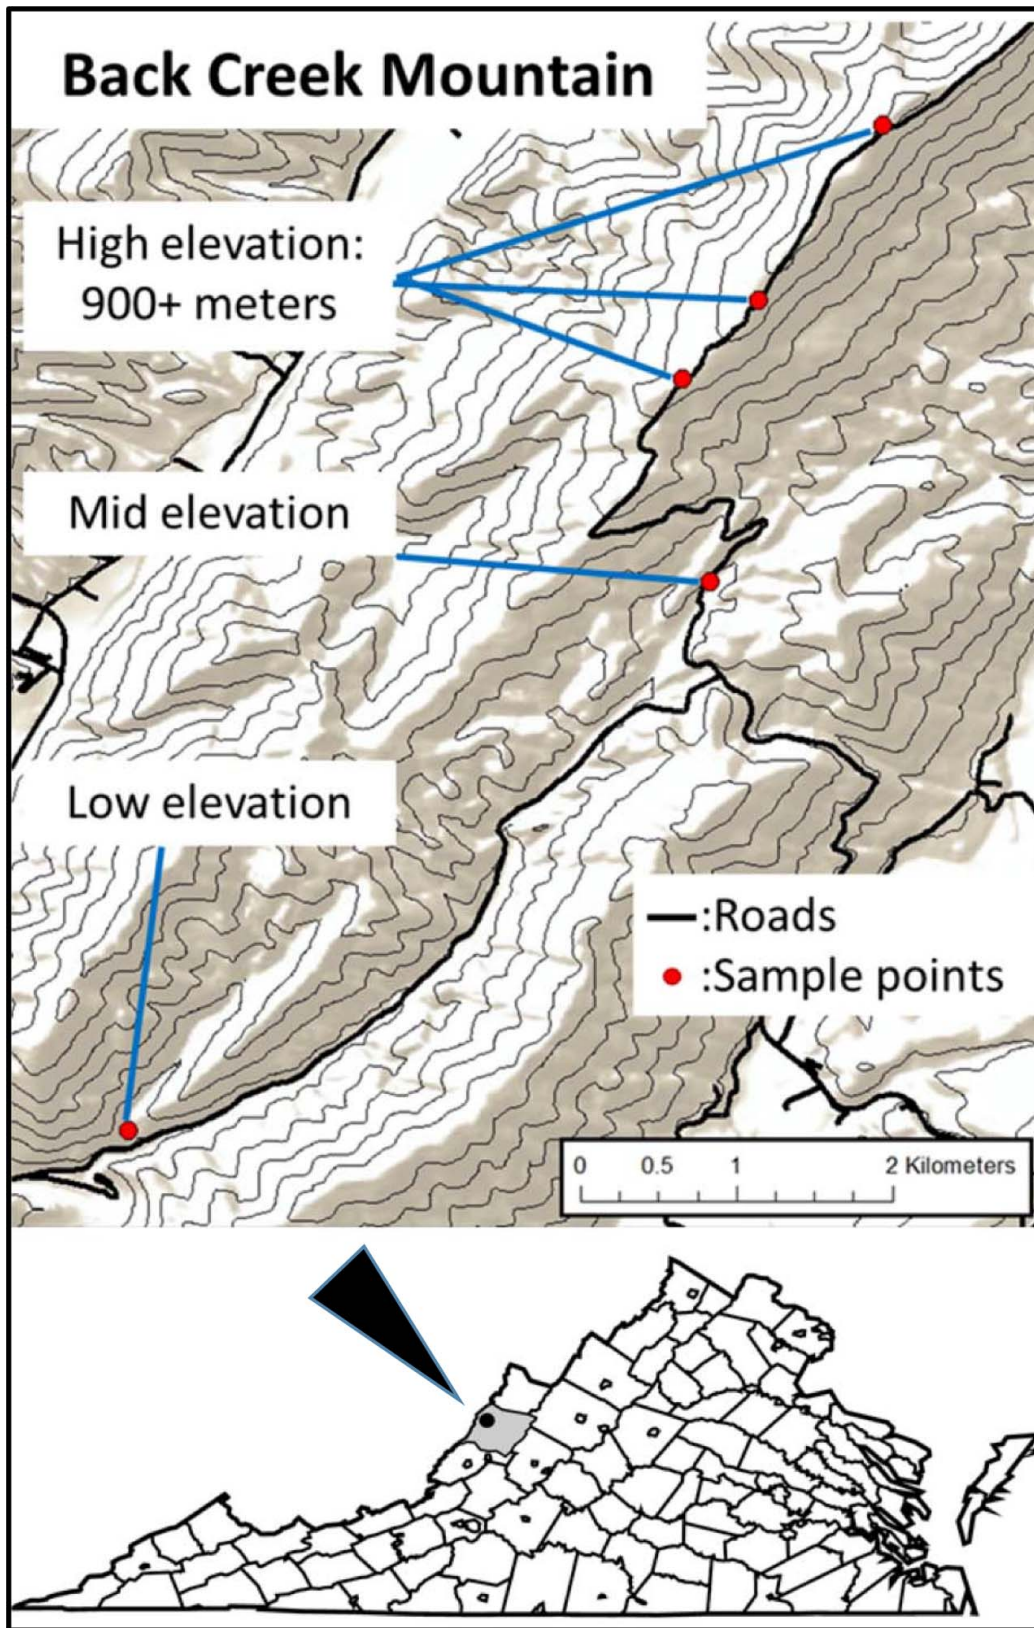 Back Creek Mountain
High elevation:
900+ meters
Mid elevation
Low elevation
:Roads
:Sample points
0 0.5 1 2 Kilometers